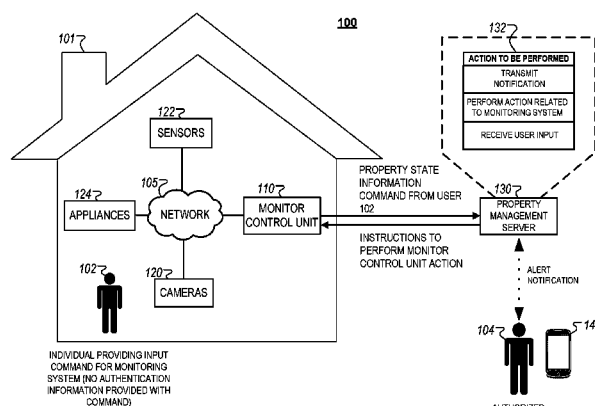 100
132
101
ACTION TO BE PERFORMED
TRANSMIT
NOTIFICATION
PERFORM ACTION RELATED
TO MONITORING SYSTEM
RECEIVE USER INPUT
122
SENSORS
105
NETWORK
110
MONITOR
CONTROL UNIT
124
APPLIANCES
PROPERTY STATE
INFORMATION
COMMAND FROM USER
102
INSTRUCTIONS TO
PERFORM MONITOR
CONTROL UNIT ACTION
130
PROPERTY
MANAGEMENT
SERVER
ALERT
NOTIFICATION
102
120
CAMERAS
104
14
INDIVIDUAL PROVIDING INPUT
COMMAND FOR MONITORING
SYSTEM (NO AUTHENTICATION
INFORMATION PROVIDED WITH
COMMAND)